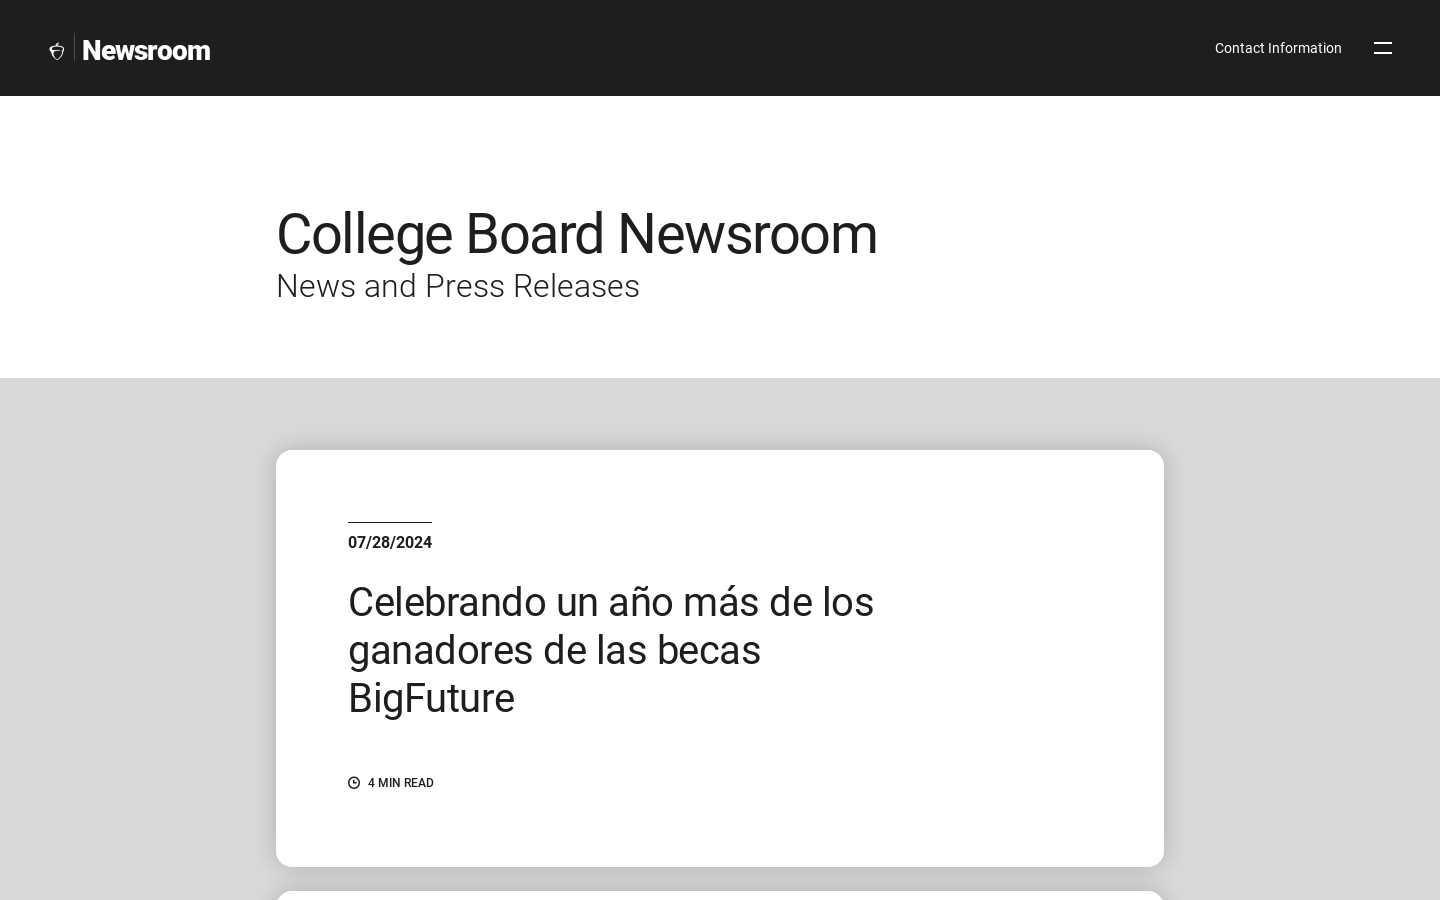 Newsroom
Contact Information
College Board Newsroom
News and Press Releases
07/28/2024
Celebrando un año más de los
ganadores de las becas
BigFuture
4 MIN READ